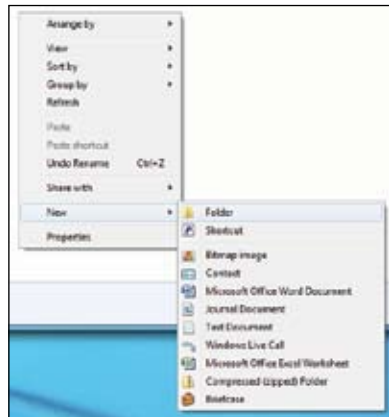 Arrange by
View
Sort by
Group by
Refresh
Paste
Paste shortcut
Undo Rename Ctrl+Z
Share with
New
Properties
Folder
Shortcut
Bitmap image
Contact
Microsoft Office Word Document
Journal Document
Text Document
Windows Live Call
Microsoft Office Excel Worksheet
Compressed (zipped) Folder
Briefcase